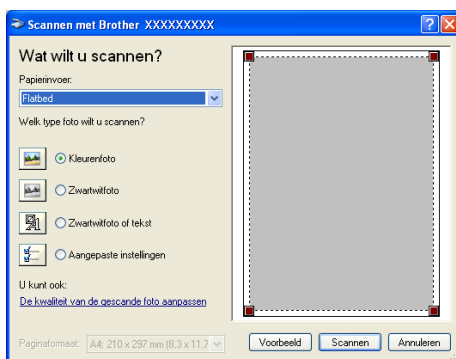 Scannen met Brother XXXXXXXXX
Wat wilt u scannen?
Papierinvoer:
Flatbed
Welk type foto wilt u scannen?
Kleurenfoto
Zwartwitfoto
Zwartwitfoto of tekst
Aangepaste instellingen
U kunt ook:
De kwaliteit van de gescande foto aanpassen
Paginaformaat: A4: 210 x 297 mm (8,3 x 11,7
Voorbeeld Scannen Annuleren